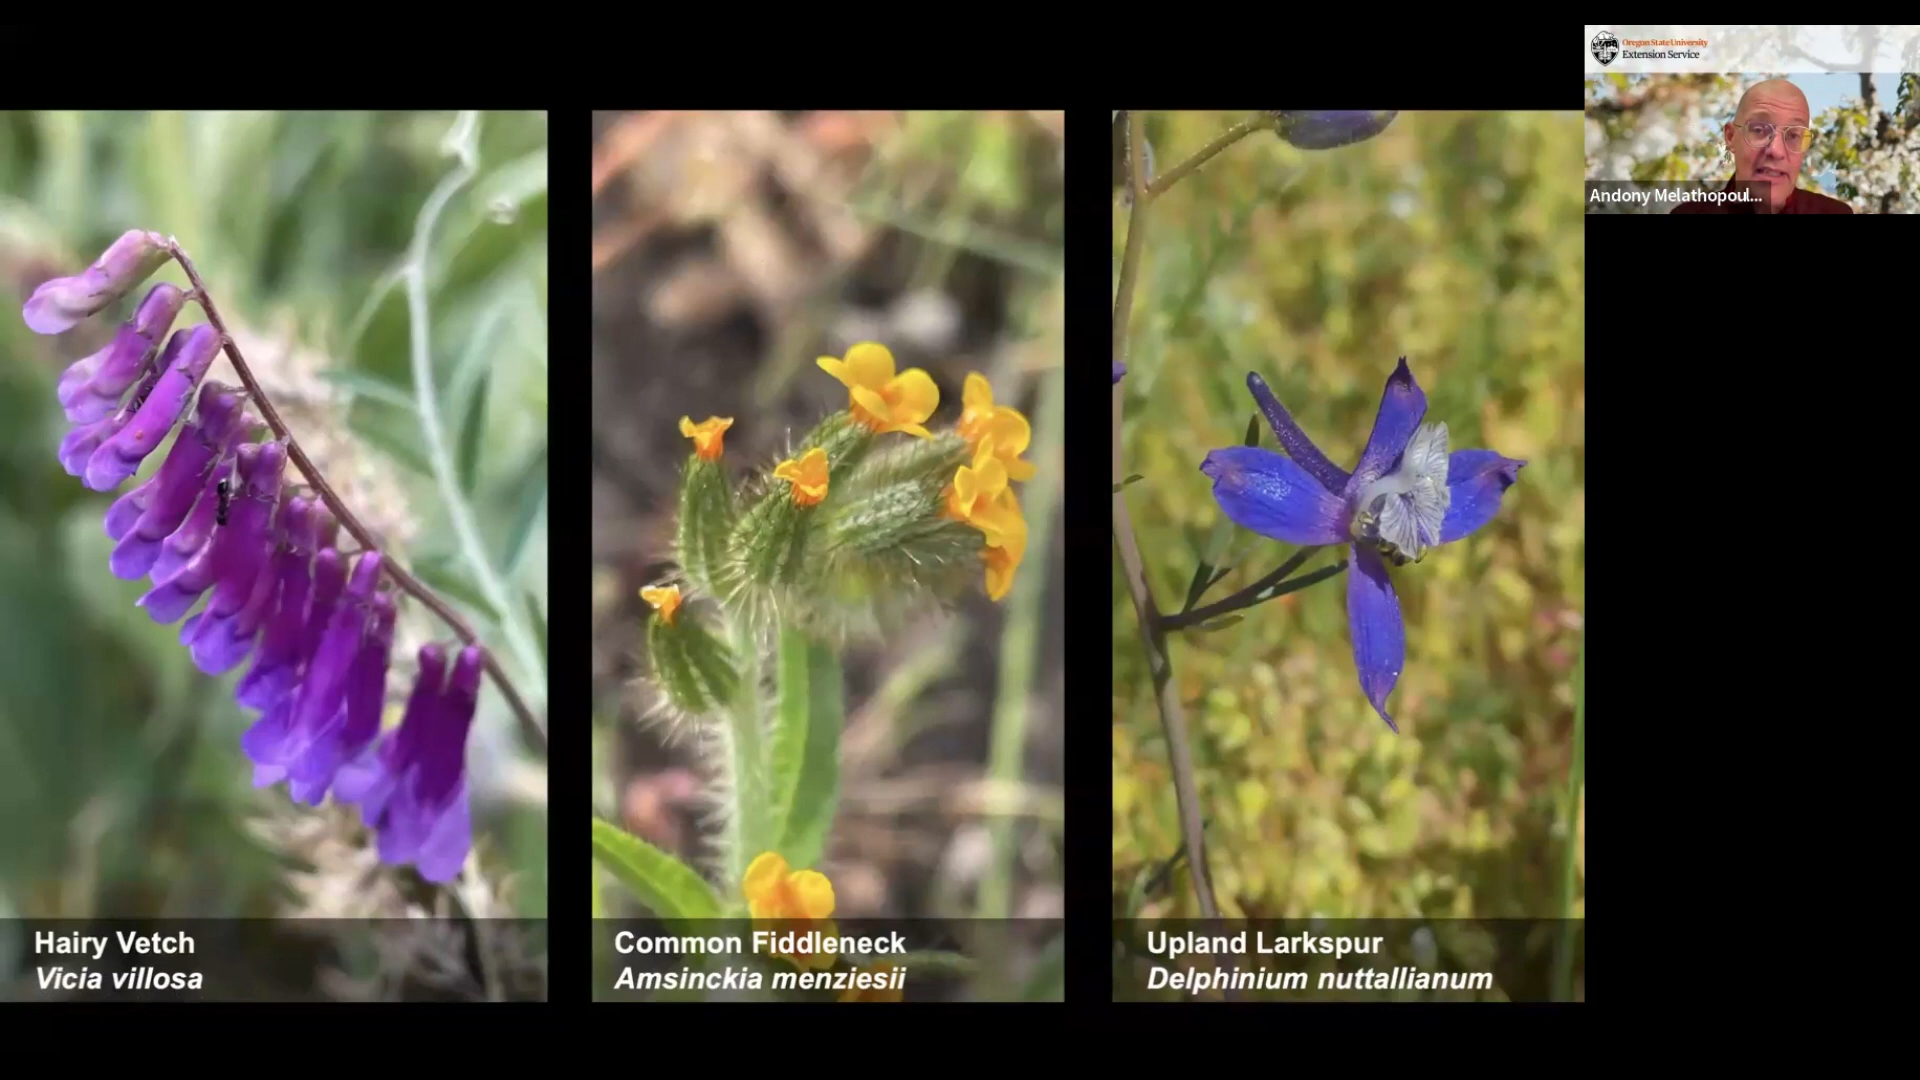 Oregon State University
Extension Service
Andony Melathopoul...
Hairy Vetch
Vicia villosa
Common Fiddleneck
Amsinckia menziesii
Upland Larkspur
Delphinium nuttallianum